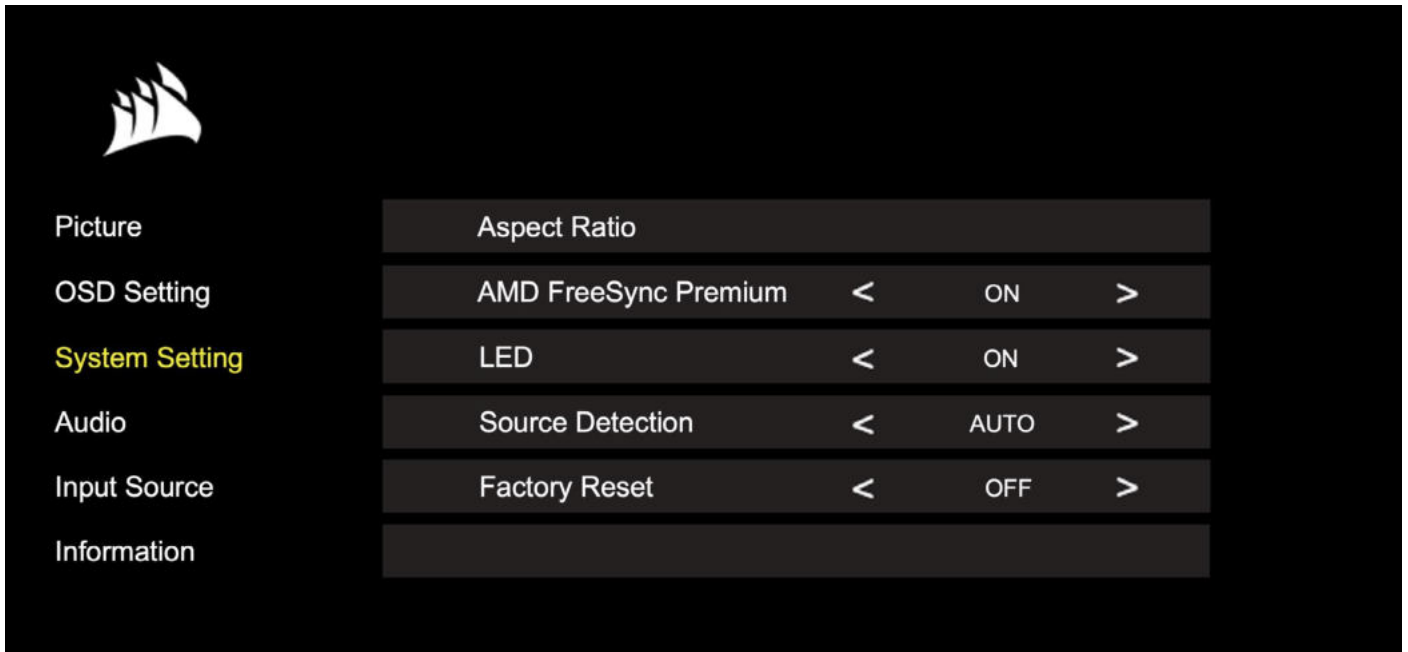 Picture Aspect Ratio
OSD Setting AMD FreeSync Premium < ON >
System Setting LED < ON >
Audio Source Detection < AUTO >
Input Source Factory Reset < OFF >
Information